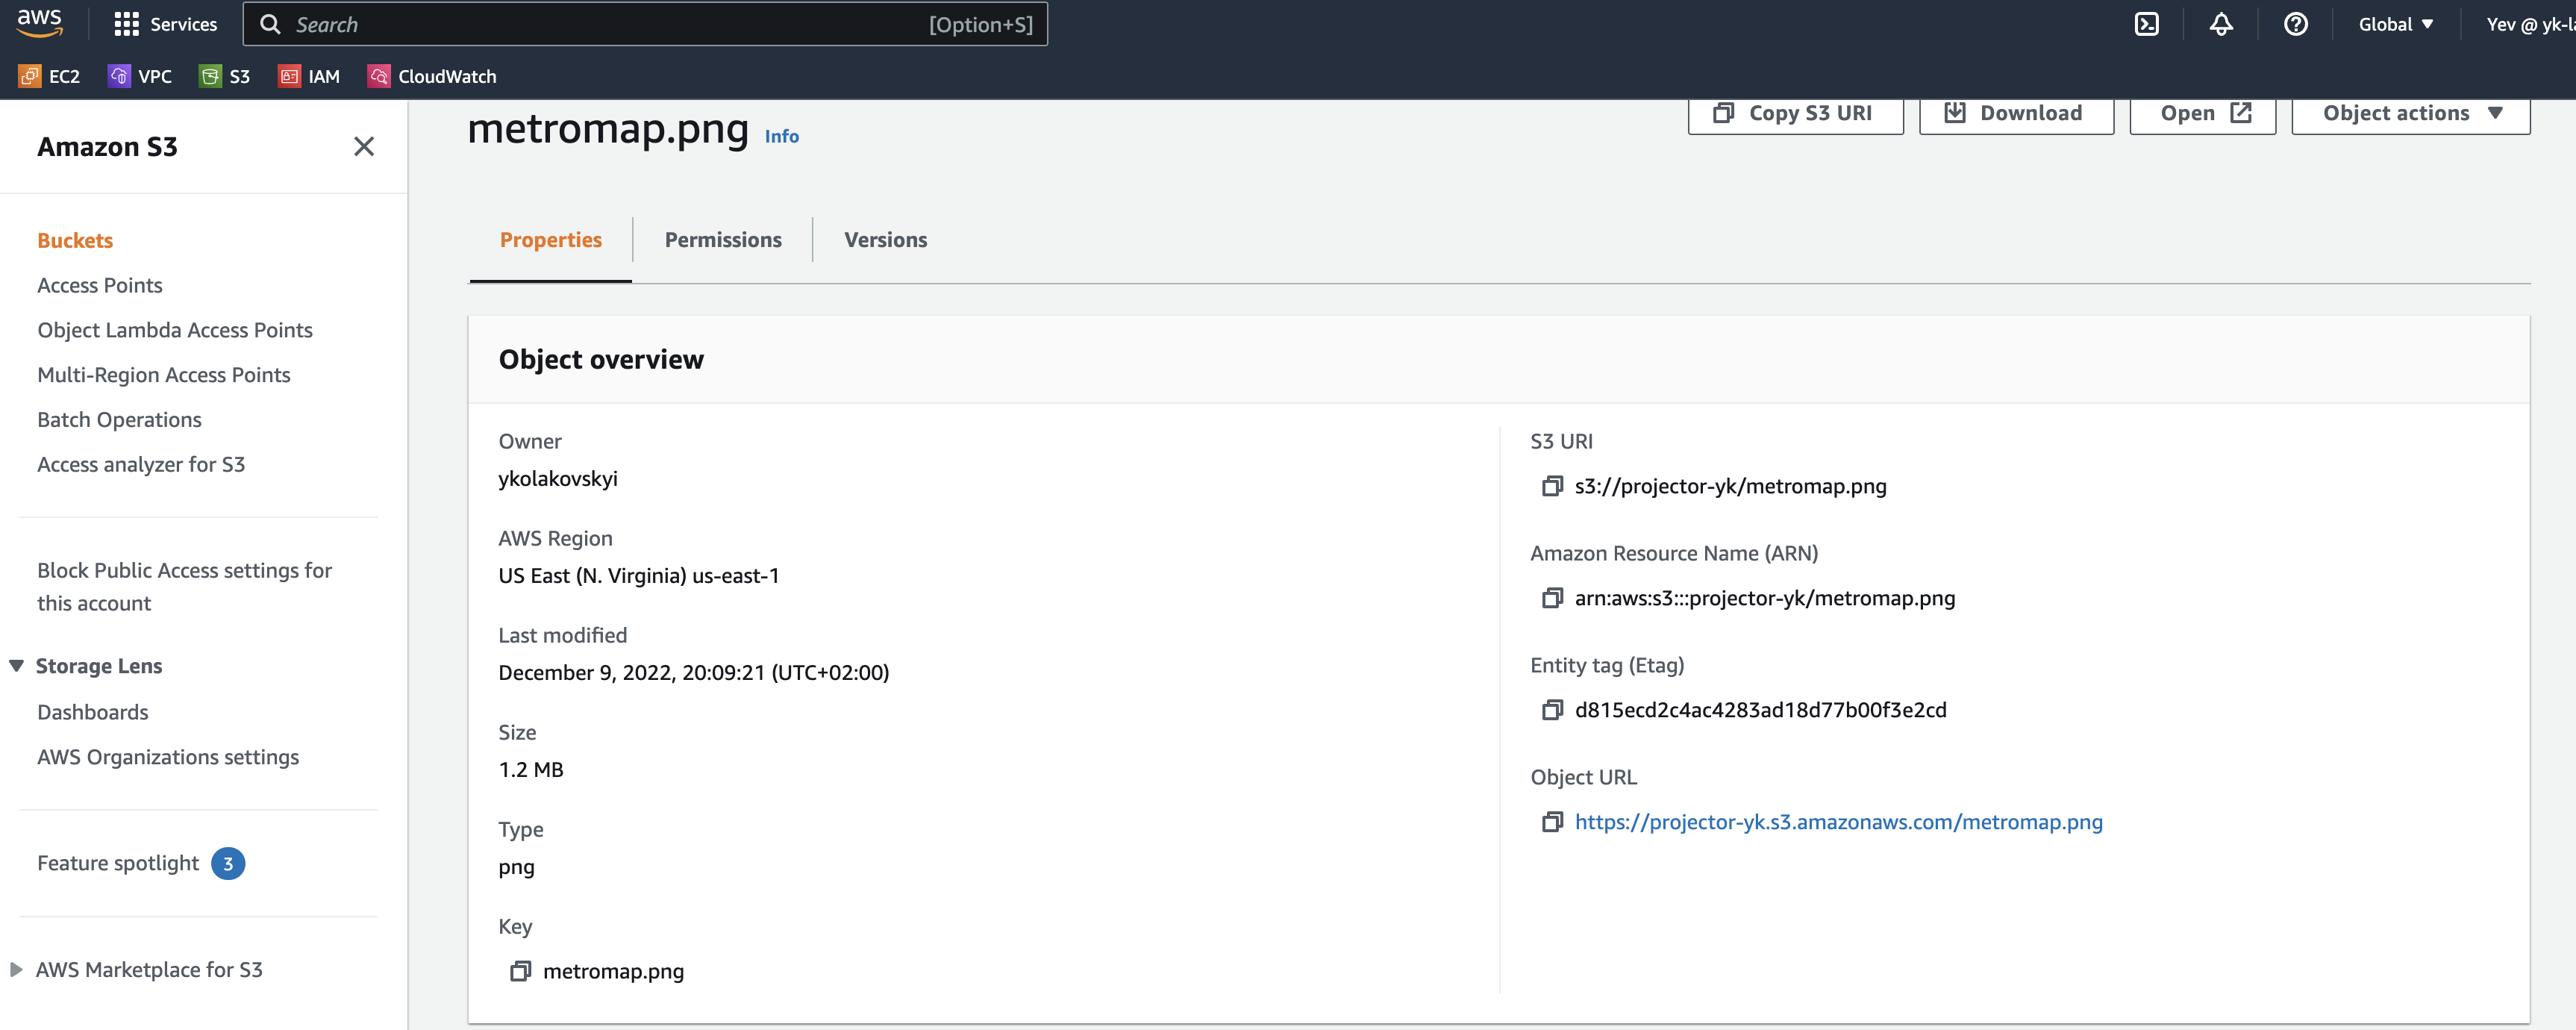 aws
Services
Search [Option+S]
Global
Yev @ yk-la
EC2
VPC
S3
IAM
CloudWatch
Amazon S3
Buckets
Access Points
Object Lambda Access Points
Multi-Region Access Points
Batch Operations
Access analyzer for S3
Block Public Access settings for
this account
Storage Lens
Dashboards
AWS Organizations settings
Feature spotlight 3
AWS Marketplace for S3
metromap.png Info
Copy S3 URI
Download
Open
Object actions
Properties
Permissions
Versions
Object overview
Owner
ykolakovskyi
AWS Region
US East (N. Virginia) us-east-1
Last modified
December 9, 2022, 20:09:21 (UTC+02:00)
Size
1.2 MB
Type
png
Key
metromap.png
S3 URI
s3://projector-yk/metromap.png
Amazon Resource Name (ARN)
arn:aws:s3:::projector-yk/metromap.png
Entity tag (Etag)
d815ecd2c4ac4283ad18d77b00f3e2cd
Object URL
https://projector-yk.s3.amazonaws.com/metromap.png